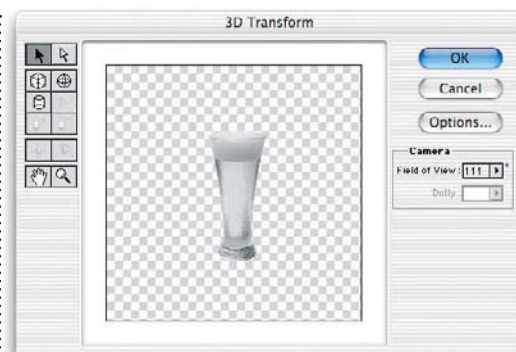 3D Transform
OK
Cancel
Options...
Camera
Field of View: 111 °
Dolly: